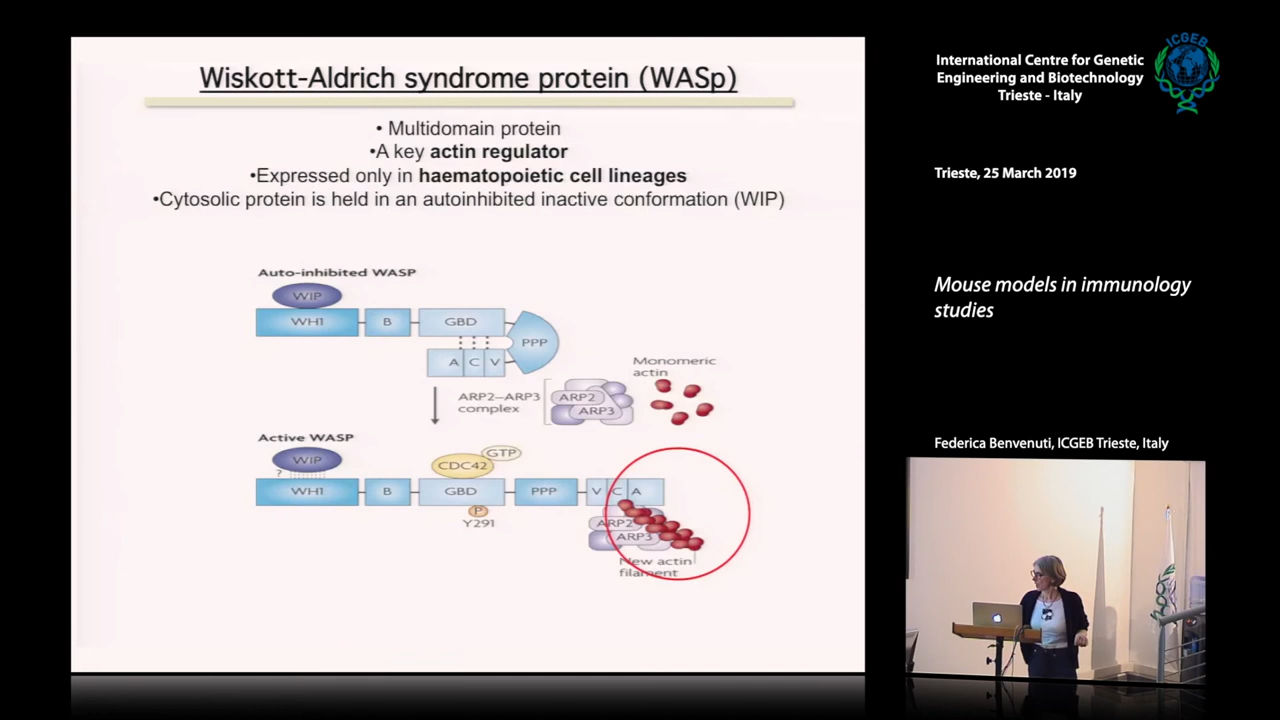 Wiskott-Aldrich syndrome protein (WASp)
• Multidomain protein
•A key actin regulator
•Expressed only in haematopoietic cell lineages
•Cytosolic protein is held in an autoinhibited inactive conformation (WIP)
Auto-inhibited WASP
WIP
WH1 B GBD
PPP
A C V
ARP2–ARP3
complex
ARP2
ARP3
Monomeric
actin
Active WASP
WIP
GTP
CDC42
?
WH1 B GBD PPP V C A
P
Y291
ARP2
ARP3
New actin
filament
International Centre for Genetic
Engineering and Biotechnology
Trieste - Italy
ICGEB
Trieste, 25 March 2019
Mouse models in immunology
studies
Federica Benvenuti, ICGEB Trieste, Italy